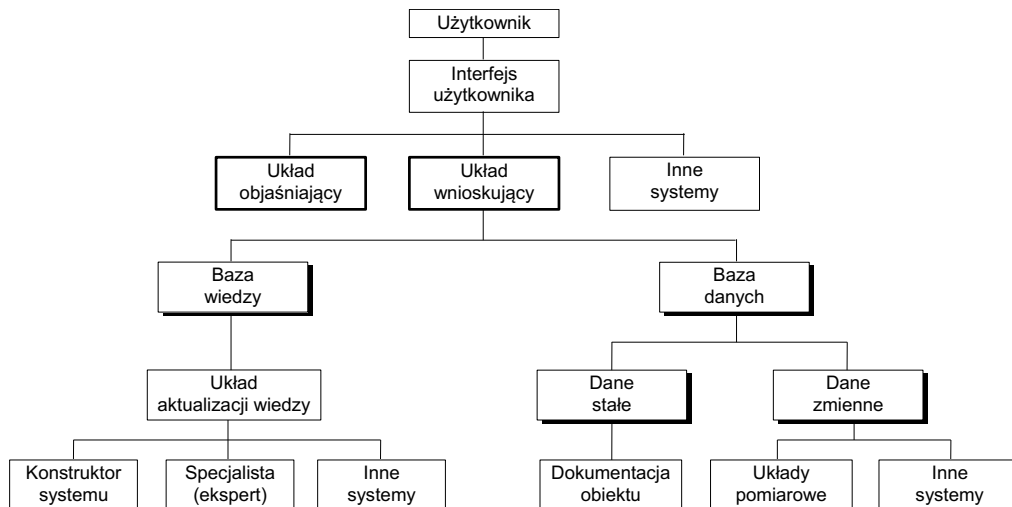 Użytkownik
Interfejs
użytkownika
Układ
objaśniający
Układ
wnioskujący
Inne
systemy
Baza
wiedzy
Baza
danych
Układ
aktualizacji wiedzy
Dane
stałe
Dane
zmienne
Konstruktor
systemu
Specjalista
(ekspert)
Inne
systemy
Dokumentacja
obiektu
Układy
pomiarowe
Inne
systemy